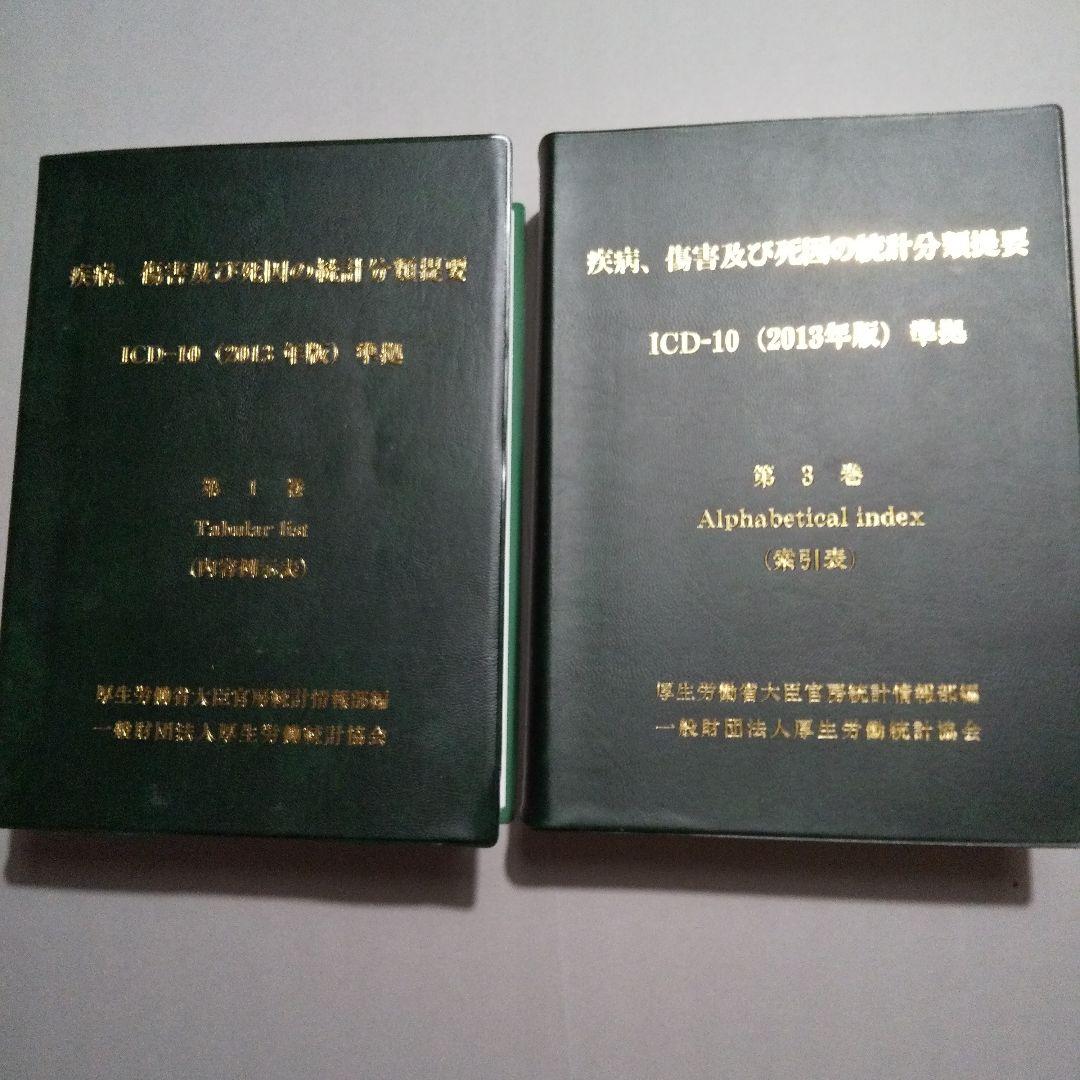 疾病、傷害及び死因の統計分類提要
ICD-10（2013 年版）準拠
第 1 巻
Tabular list
（内容例示表）
厚生労働省大臣官房統計情報部編
一般財団法人厚生労働統計協会
疾病、傷害及び死因の統計分類提要
ICD-10（2013年版）準拠
第 3 巻
Alphabetical index
（索引表）
厚生労働省大臣官房統計情報部編
一般財団法人厚生労働統計協会